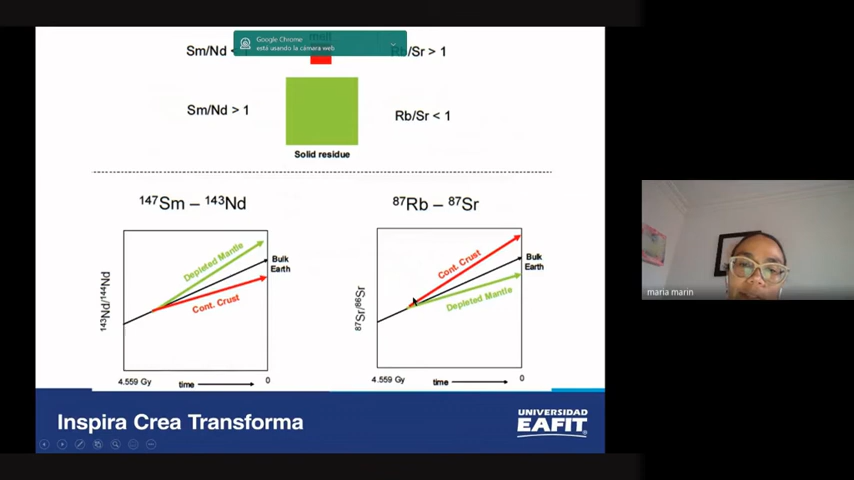 Google Chrome
está usando la cámara web
Sm/Nd <
Rb/Sr > 1
Sm/Nd > 1
Rb/Sr < 1
Solid residue
¹⁴⁷Sm – ¹⁴³Nd
⁸⁷Rb – ⁸⁷Sr
¹⁴³Nd/¹⁴⁴Nd
Depleted Mantle
Bulk
Earth
Cont. Crust
4.559 Gy
time
0
⁸⁷Sr/⁸⁶Sr
Cont. Crust
Bulk
Earth
Depleted Mantle
4.559 Gy
time
0
Inspira Crea Transforma
UNIVERSIDAD
EAFIT
maria marin